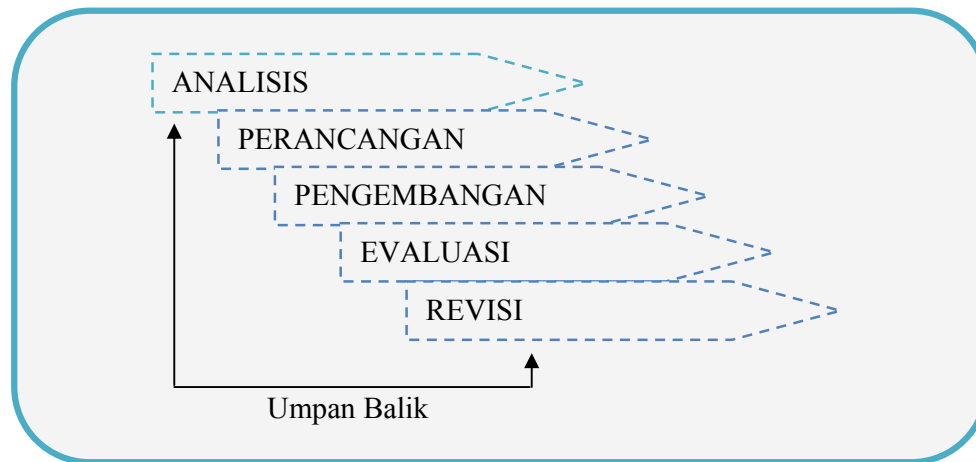 ANALISIS
PERANCANGAN
PENGEMBANGAN
EVALUASI
REVISI
Umpan Balik